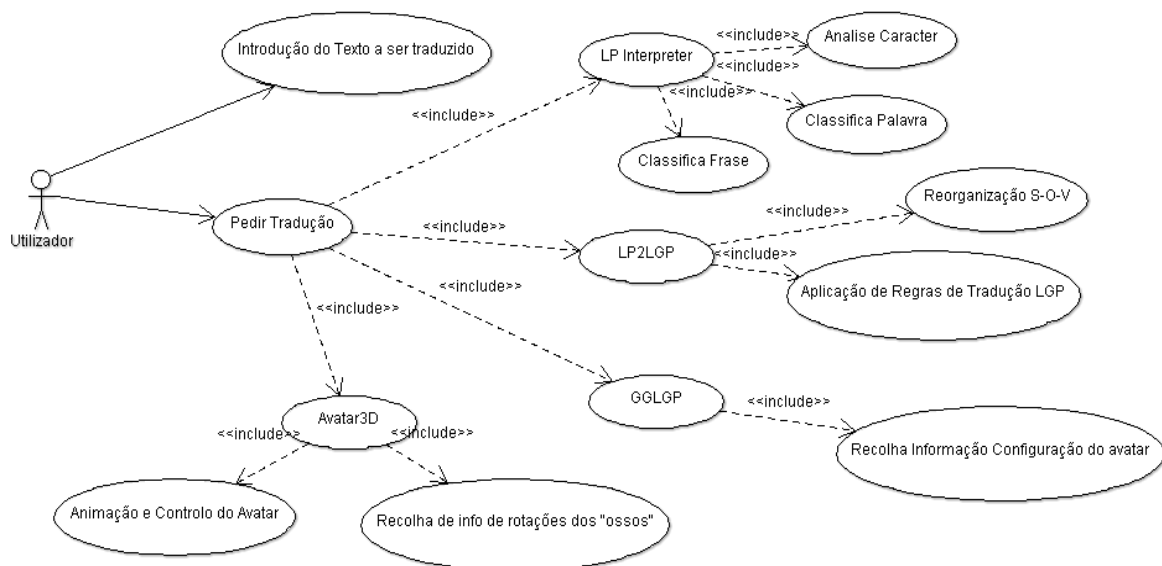 Introdução do Texto a ser traduzido
LP Interpreter
<<include>>
Analise Caracter
<<include>>
<<include>>
<<include>>
Classifica Palavra
Classifica Frase
Utilizador
Pedir Tradução
<<include>>
LP2LGP
<<include>>
Reorganização S-O-V
<<include>>
Aplicação de Regras de Tradução LGP
<<include>>
<<include>>
GGLGP
<<include>>
Recolha Informação Configuração do avatar
Avatar3D
<<include>>
<<include>>
Animação e Controlo do Avatar
Recolha de info de rotações dos "ossos"